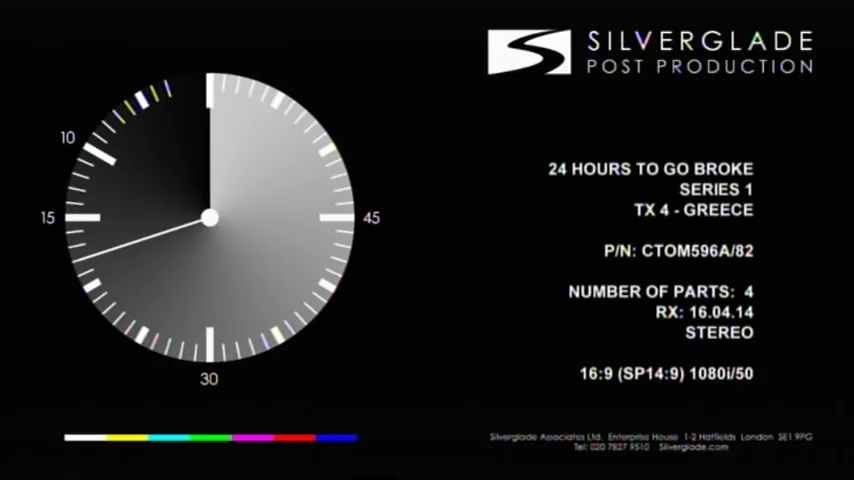 SILVERGLADE
POST PRODUCTION
10
15
45
30
24 HOURS TO GO BROKE
SERIES 1
TX 4 - GREECE
P/N: CTOM596A/82
NUMBER OF PARTS: 4
RX: 16.04.14
STEREO
16:9 (SP14:9) 1080i/50
Silverglade Associates Ltd. Enterprise House 1-2 Hatfields London SE1 9PG
Tel: 020 7827 9510 Silverglade.com